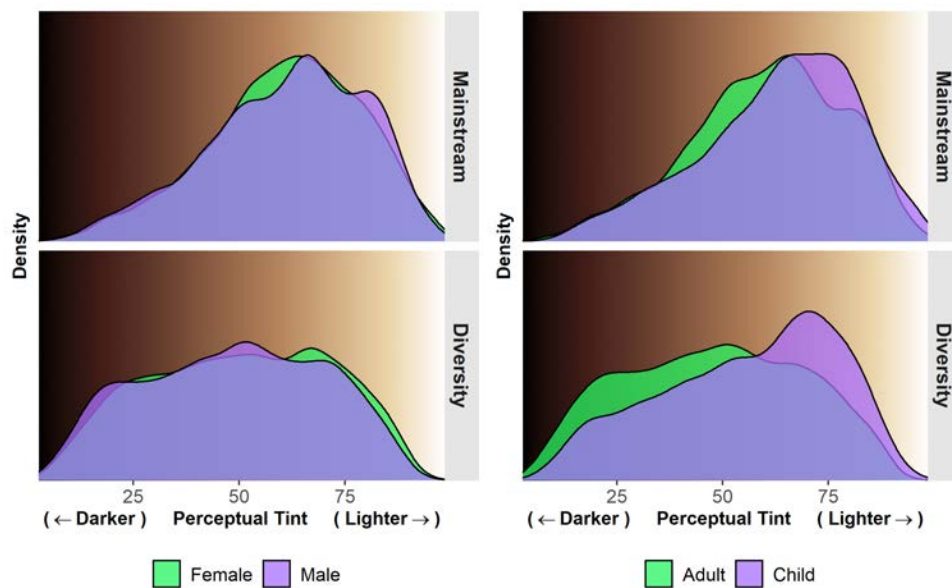 Density
Mainstream
Diversity
25 50 75
( ← Darker ) Perceptual Tint ( Lighter → )
Female Male
Density
Mainstream
Diversity
25 50 75
( ← Darker ) Perceptual Tint ( Lighter → )
Adult Child